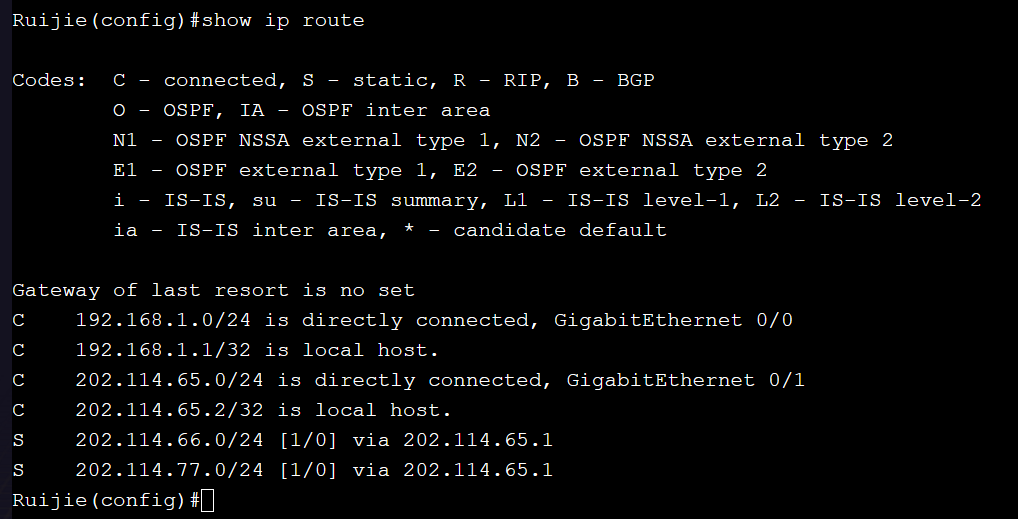 Ruijie(config)#show ip route
Codes:  C - connected, S - static, R - RIP, B - BGP
        O - OSPF, IA - OSPF inter area
        N1 - OSPF NSSA external type 1, N2 - OSPF NSSA external type 2
        E1 - OSPF external type 1, E2 - OSPF external type 2
        i - IS-IS, su - IS-IS summary, L1 - IS-IS level-1, L2 - IS-IS level-2
        ia - IS-IS inter area, * - candidate default
Gateway of last resort is no set
C    192.168.1.0/24 is directly connected, GigabitEthernet 0/0
C    192.168.1.1/32 is local host.
C    202.114.65.0/24 is directly connected, GigabitEthernet 0/1
C    202.114.65.2/32 is local host.
S    202.114.66.0/24 [1/0] via 202.114.65.1
S    202.114.77.0/24 [1/0] via 202.114.65.1
Ruijie(config)#